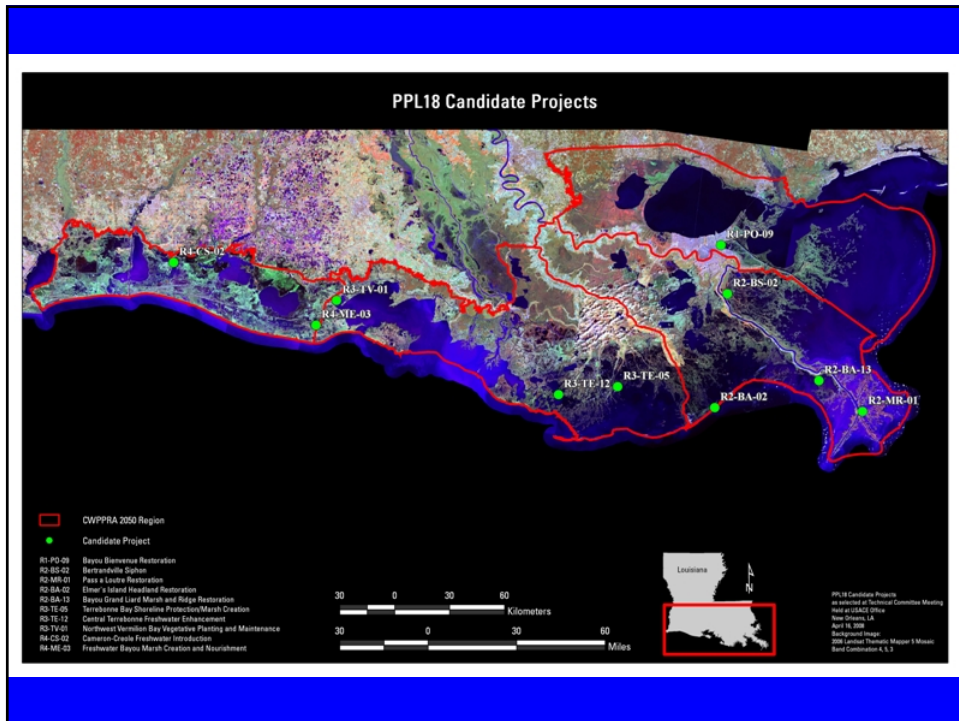 PPL18 Candidate Projects
R4-CS-02
R3-TV-01
R4-ME-03
R1-PO-09
R2-BS-02
R3-TE-12
R3-TE-05
R2-BA-02
R2-BA-13
R2-MR-01
CWPPRA 2050 Region
Candidate Project
R1-PO-09 Bayou Bienvenue Restoration
R2-BS-02 Bertrandville Siphon
R2-MR-01 Pass a Loutre Restoration
R2-BA-02 Elmer's Island Headland Restoration
R2-BA-13 Bayou Grand Liard Marsh and Ridge Restoration
R3-TE-05 Terrebonne Bay Shoreline Protection/Marsh Creation
R3-TE-12 Central Terrebonne Freshwater Enhancement
R3-TV-01 Northwest Vermilion Bay Vegetative Planting and Maintenance
R4-CS-02 Cameron-Creole Freshwater Introduction
R4-ME-03 Freshwater Bayou Marsh Creation and Nourishment
30 0 30 60
Kilometers
30 0 30 60
Miles
Louisiana
N
PPL18 Candidate Projects
as selected at Technical Committee Meeting
Held at USACE Office
New Orleans, LA
April 16, 2008
Background Image:
2006 Landsat Thematic Mapper 5 Mosaic
Band Combination 4, 5, 3